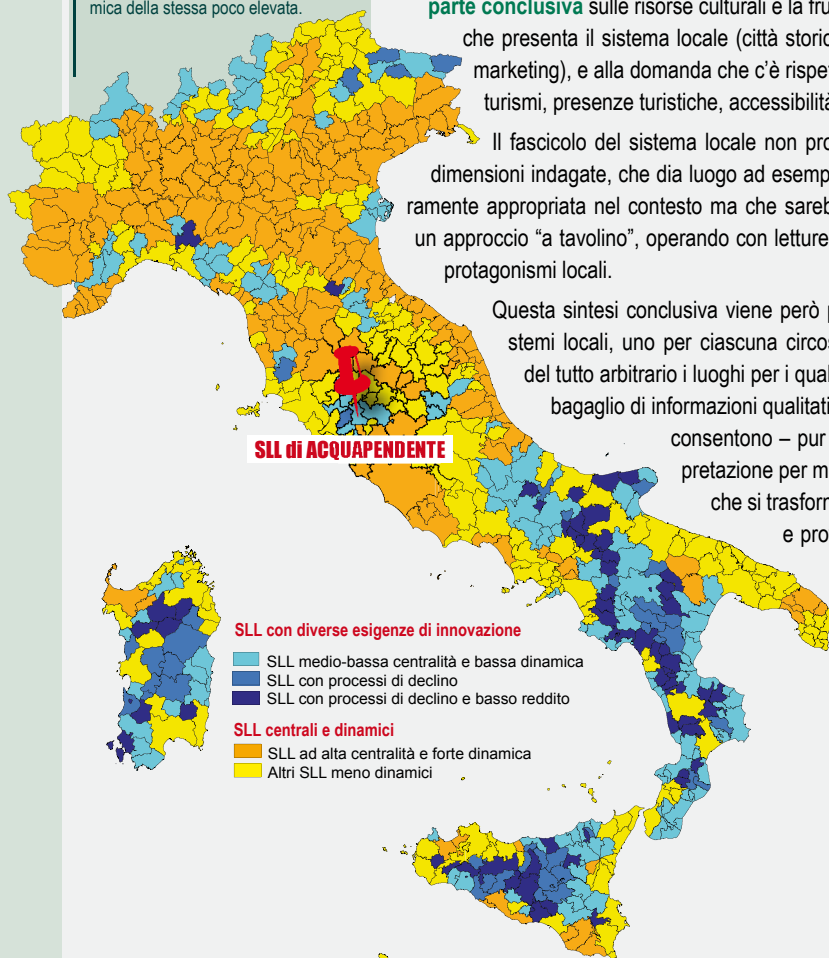 mica della stessa poco elevata.
parte conclusiva sulle risorse culturali e la fru
che presenta il sistema locale (città storic
marketing), e alla domanda che c'è rispet
turismi, presenze turistiche, accessibilità
Il fascicolo del sistema locale non pro
dimensioni indagate, che dia luogo ad esemp
ramente appropriata nel contesto ma che sareb
un approccio “a tavolino”, operando con letture
protagonismi locali.
Questa sintesi conclusiva viene però p
stemi locali, uno per ciascuna circos
del tutto arbitrario i luoghi per i qual
bagaglio di informazioni qualitati
consentono – pur
pretazione per m
che si trasforn
e pro
SLL di ACQUAPENDENTE
SLL con diverse esigenze di innovazione
SLL medio-bassa centralità e bassa dinamica
SLL con processi di declino
SLL con processi di declino e basso reddito
SLL centrali e dinamici
SLL ad alta centralità e forte dinamica
Altri SLL meno dinamici